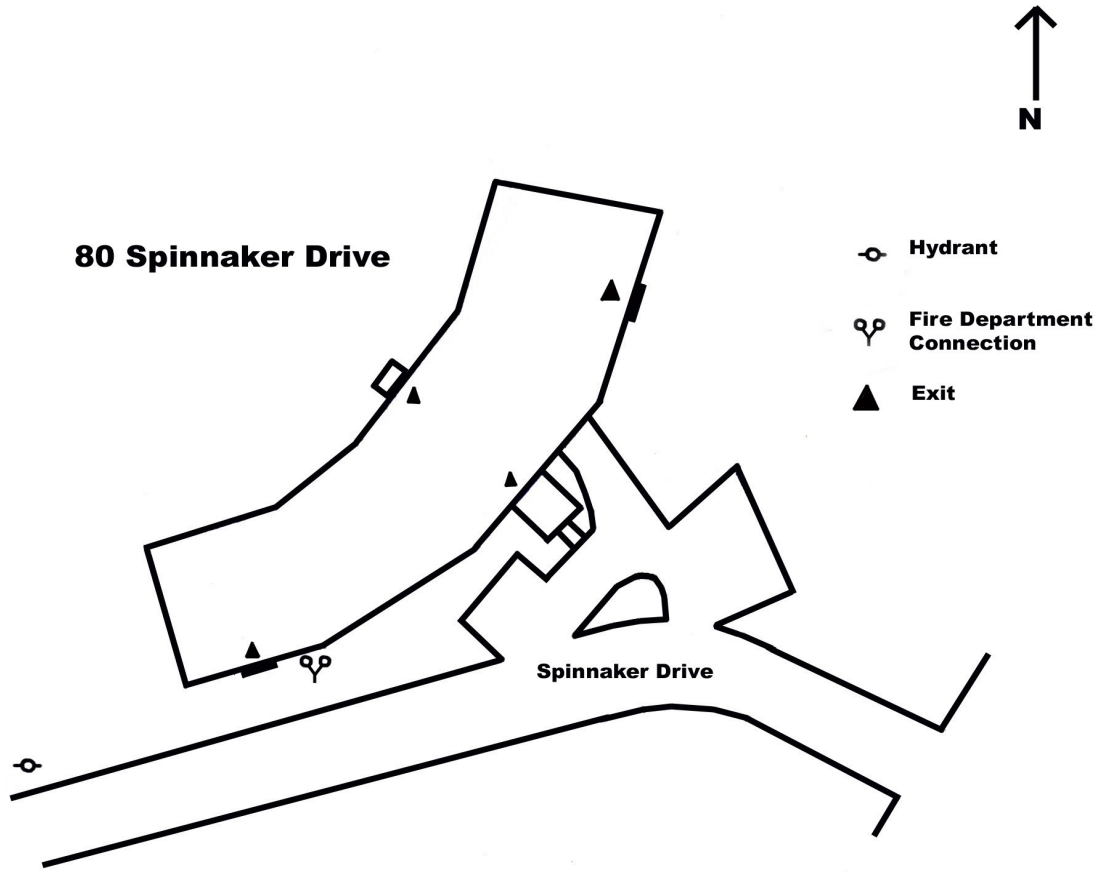 N
80 Spinnaker Drive
Hydrant
Fire Department
Connection
Exit
Spinnaker Drive